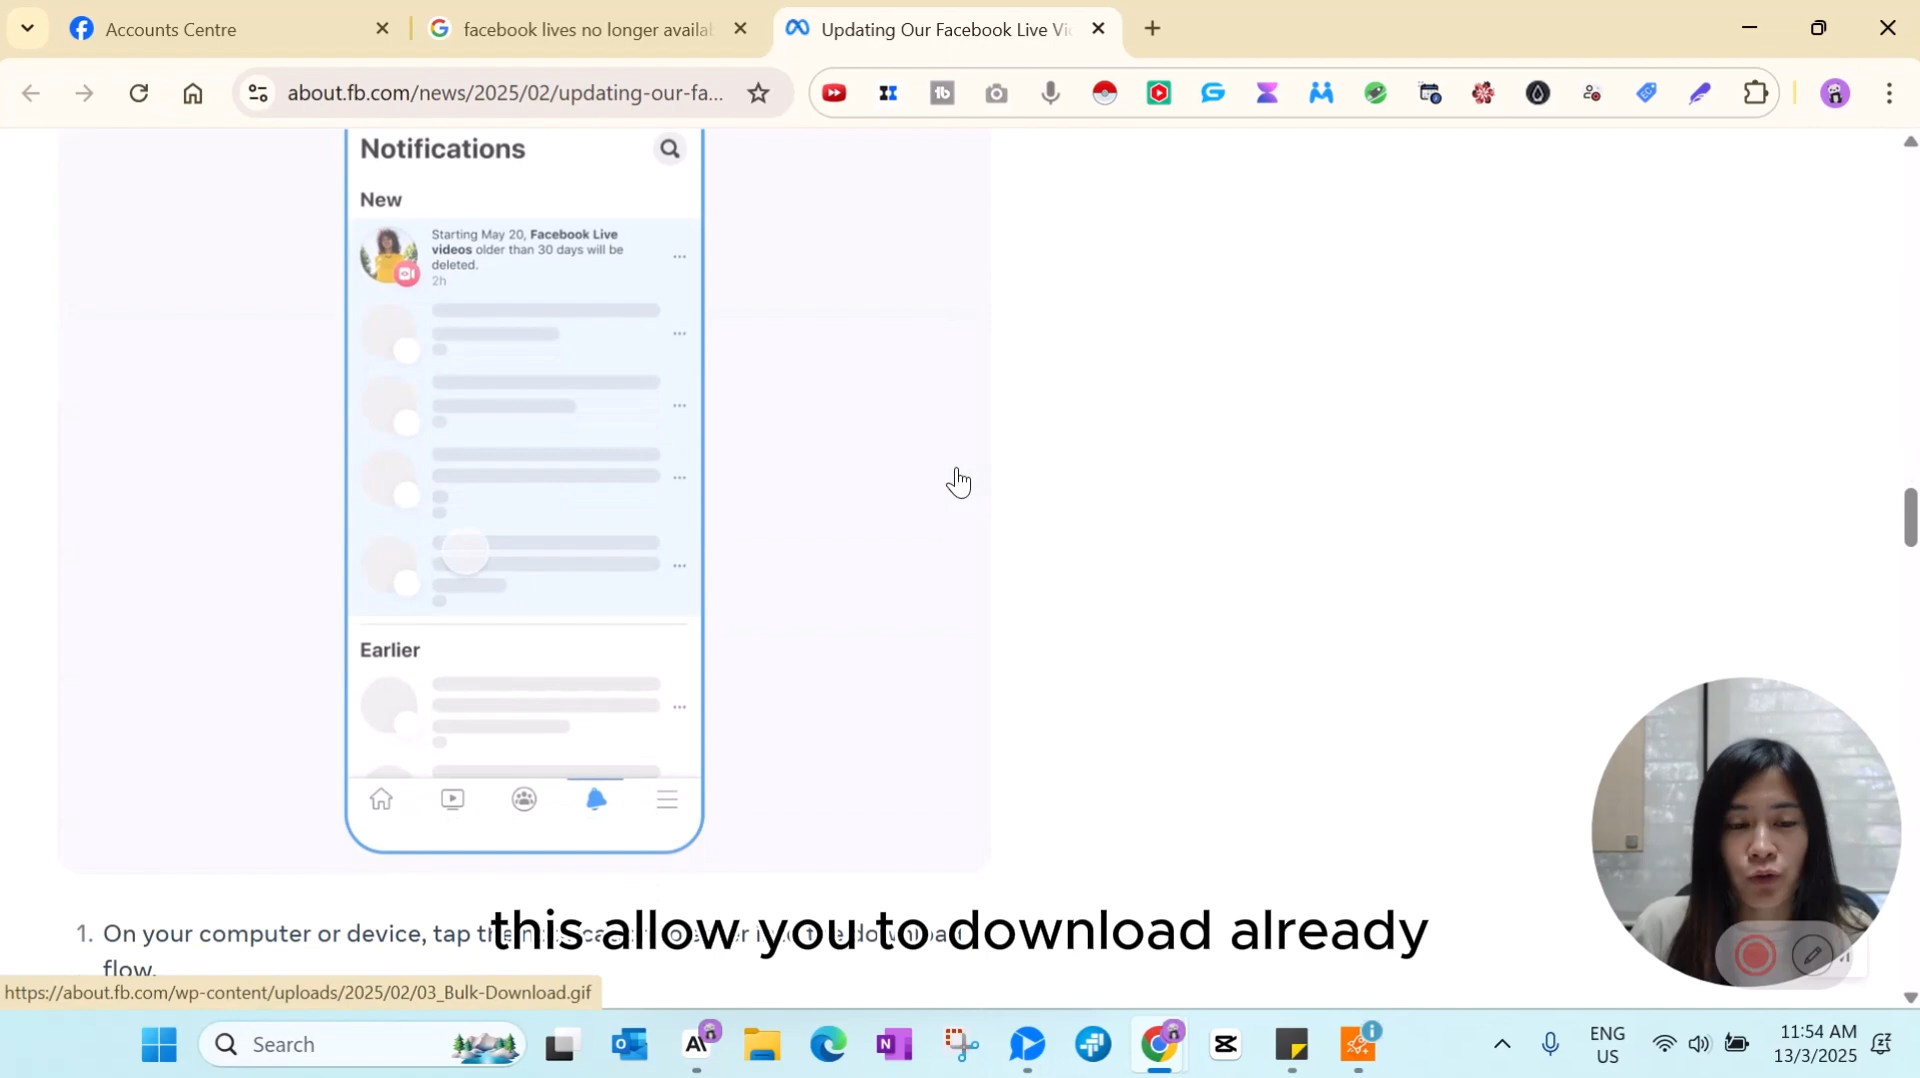 Accounts Centre
facebook lives no longer availab
Updating Our Facebook Live Vi
about.fb.com/news/2025/02/updating-our-fa...
Notifications
New
Starting May 20, Facebook Live
videos older than 30 days will be
deleted.
2h
Earlier
1. On your computer or device, tap the
download
flow.
this allow you to download already
https://about.fb.com/wp-content/uploads/2025/02/03_Bulk-Download.gif
Search
ENG
US
11:54 AM
13/3/2025